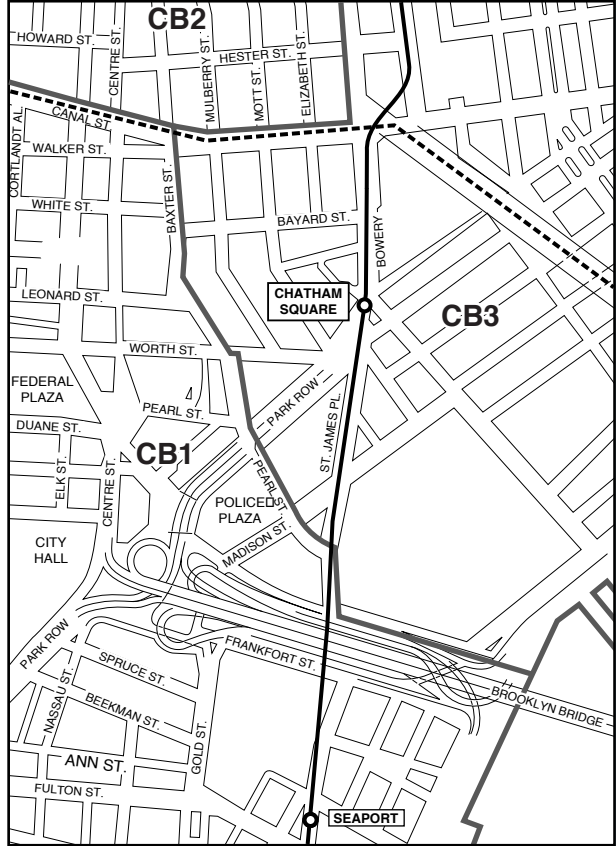 CB2
HOWARD ST.
CENTRE ST.
MULBERRY ST.
HESTER ST.
MOTT ST.
ELIZABETH ST.
CANAL ST
CORTLANDT AL.
WALKER ST.
BAXTER ST.
WHITE ST.
BAYARD ST.
BOWERY
LEONARD ST.
CHATHAM
SQUARE
CB3
WORTH ST.
FEDERAL
PLAZA
PARK ROW
PEARL ST.
ST. JAMES PL.
DUANE ST.
CB1
ELK ST.
CENTRE ST.
PEARL ST.
POLICE
PLAZA
MADISON ST.
CITY
HALL
PARK ROW
FRANKFORT ST.
SPRUCE ST.
NASSAU ST.
BEEKMAN ST.
BROOKLYN BRIDGE
GOLD ST.
ANN ST.
FULTON ST.
SEAPORT